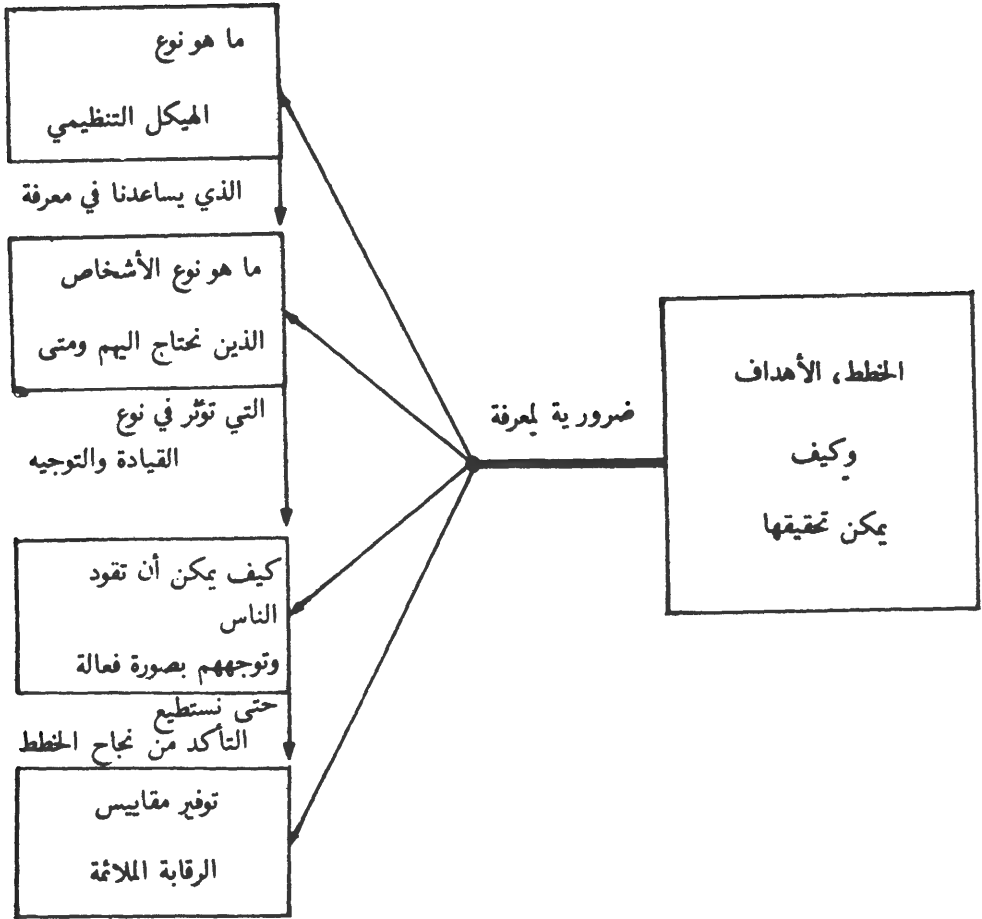 الخطط، الأهداف
وكيف
يمكن تحقيقها
ضرورية لمعرفة
ما هو نوع
الهيكل التنظيمي
الذي يساعدنا في معرفة
ما هو نوع الأشخاص
الذين نحتاج اليهم ومتى
التي تؤثر في نوع
القيادة والتوجيه
كيف يمكن أن تقود
الناس
وتوجههم بصورة فعالة
حتى نستطيع
التأكد من نجاح الخطط
توفير مقاييس
الرقابة الملائمة